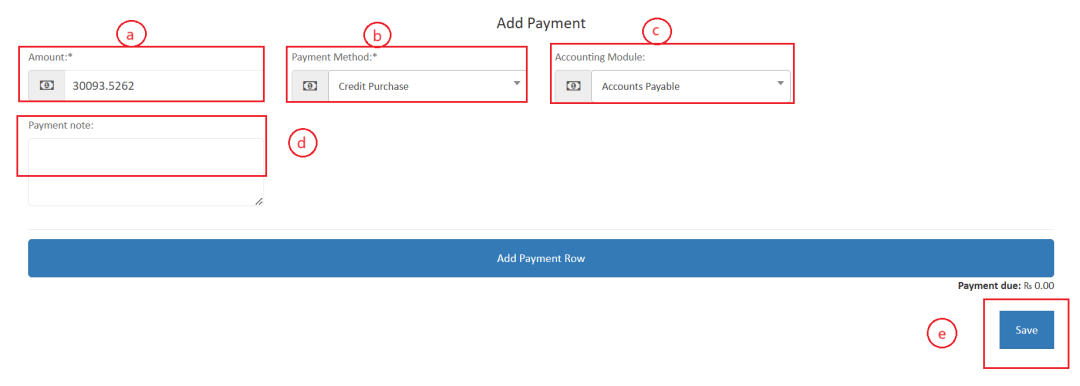 Add Payment
a
b
c
Amount:*
Payment Method:*
Accounting Module:
30093.5262
Credit Purchase
Accounts Payable
Payment note:
d
Add Payment Row
Payment due: ₨ 0.00
e
Save